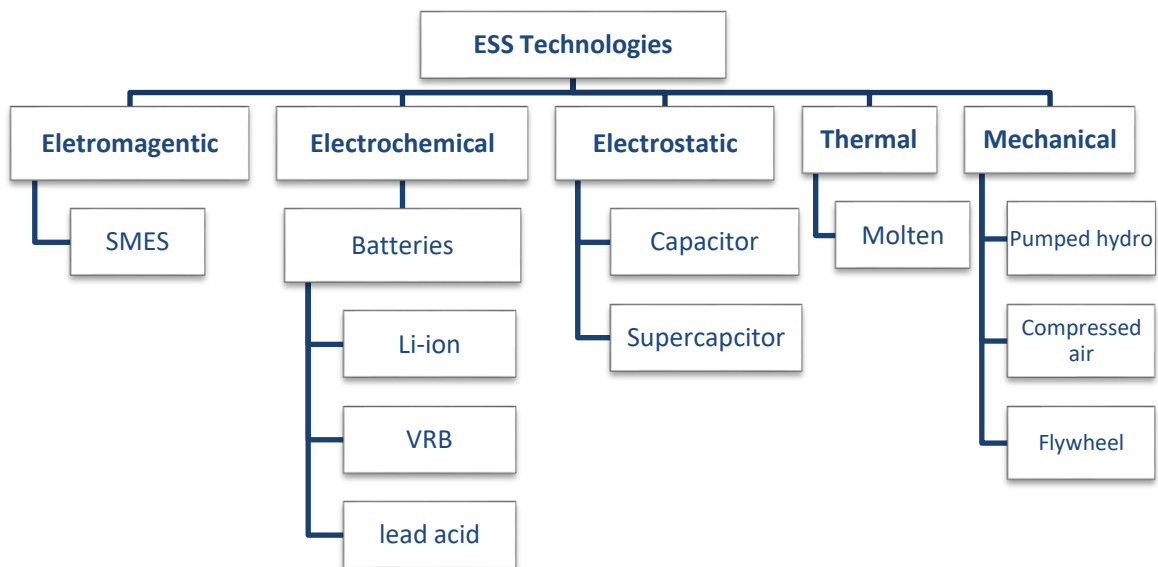 ESS Technologies
Eletromagentic
Electrochemical
Electrostatic
Thermal
Mechanical
SMES
Batteries
Capacitor
Molten
Pumped hydro
Li-ion
Supercapcitor
Compressed
air
VRB
Flywheel
lead acid